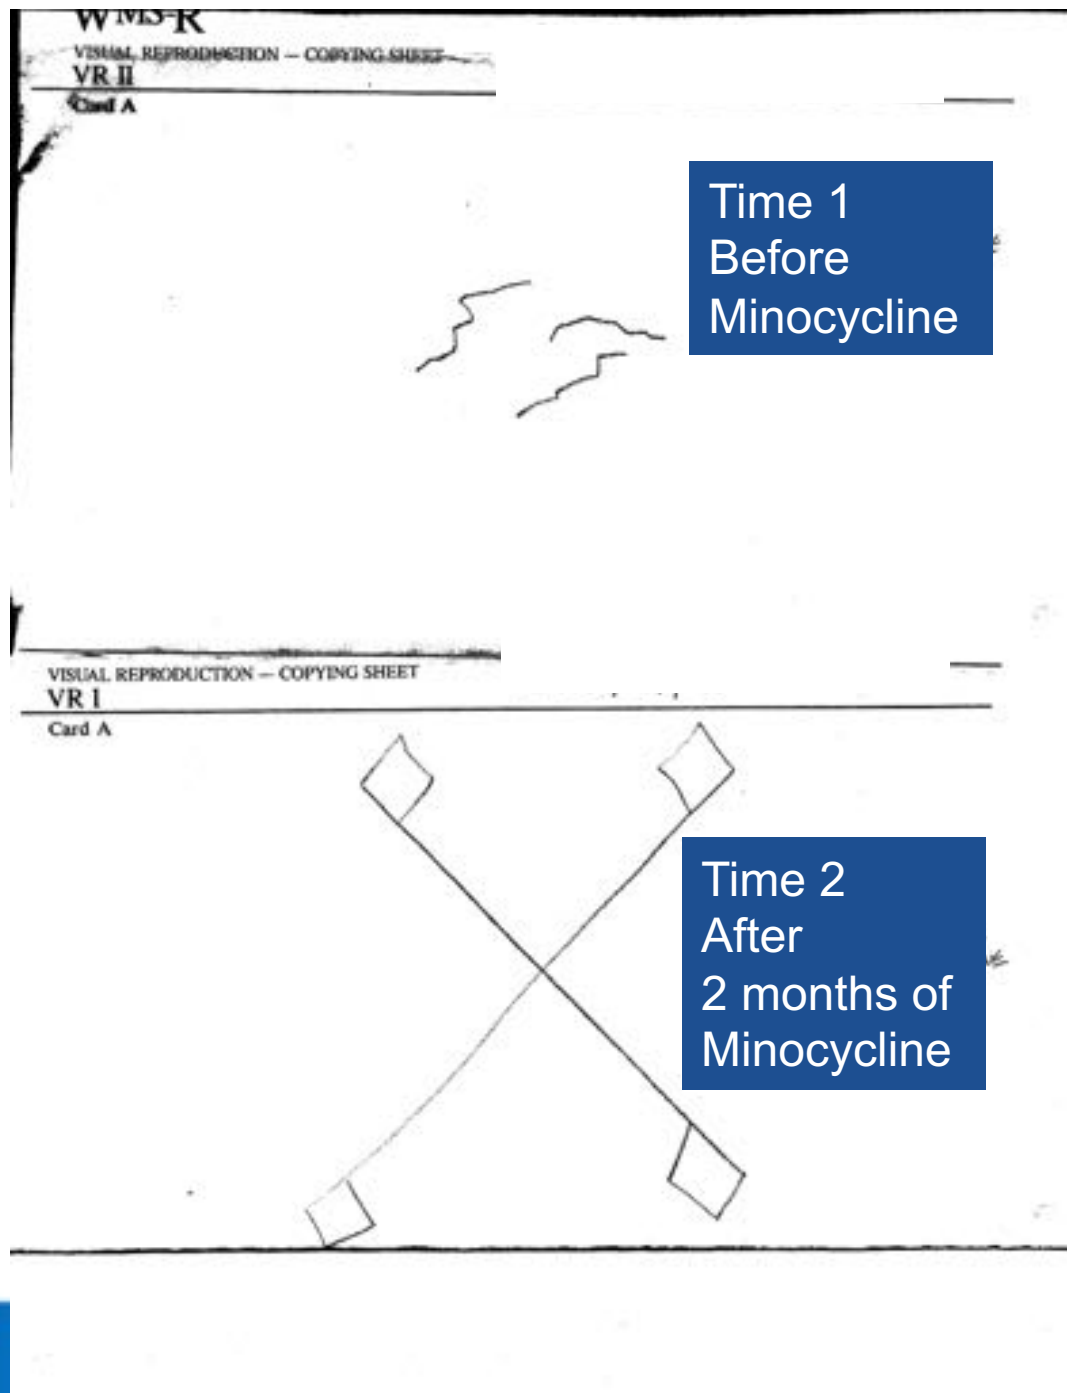 WMS-R
VISUAL REPRODUCTION — COPYING SHEET
VR II
Card A
Time 1
Before
Minocycline
VISUAL REPRODUCTION — COPYING SHEET
VR I
Card A
Time 2
After
2 months of
Minocycline